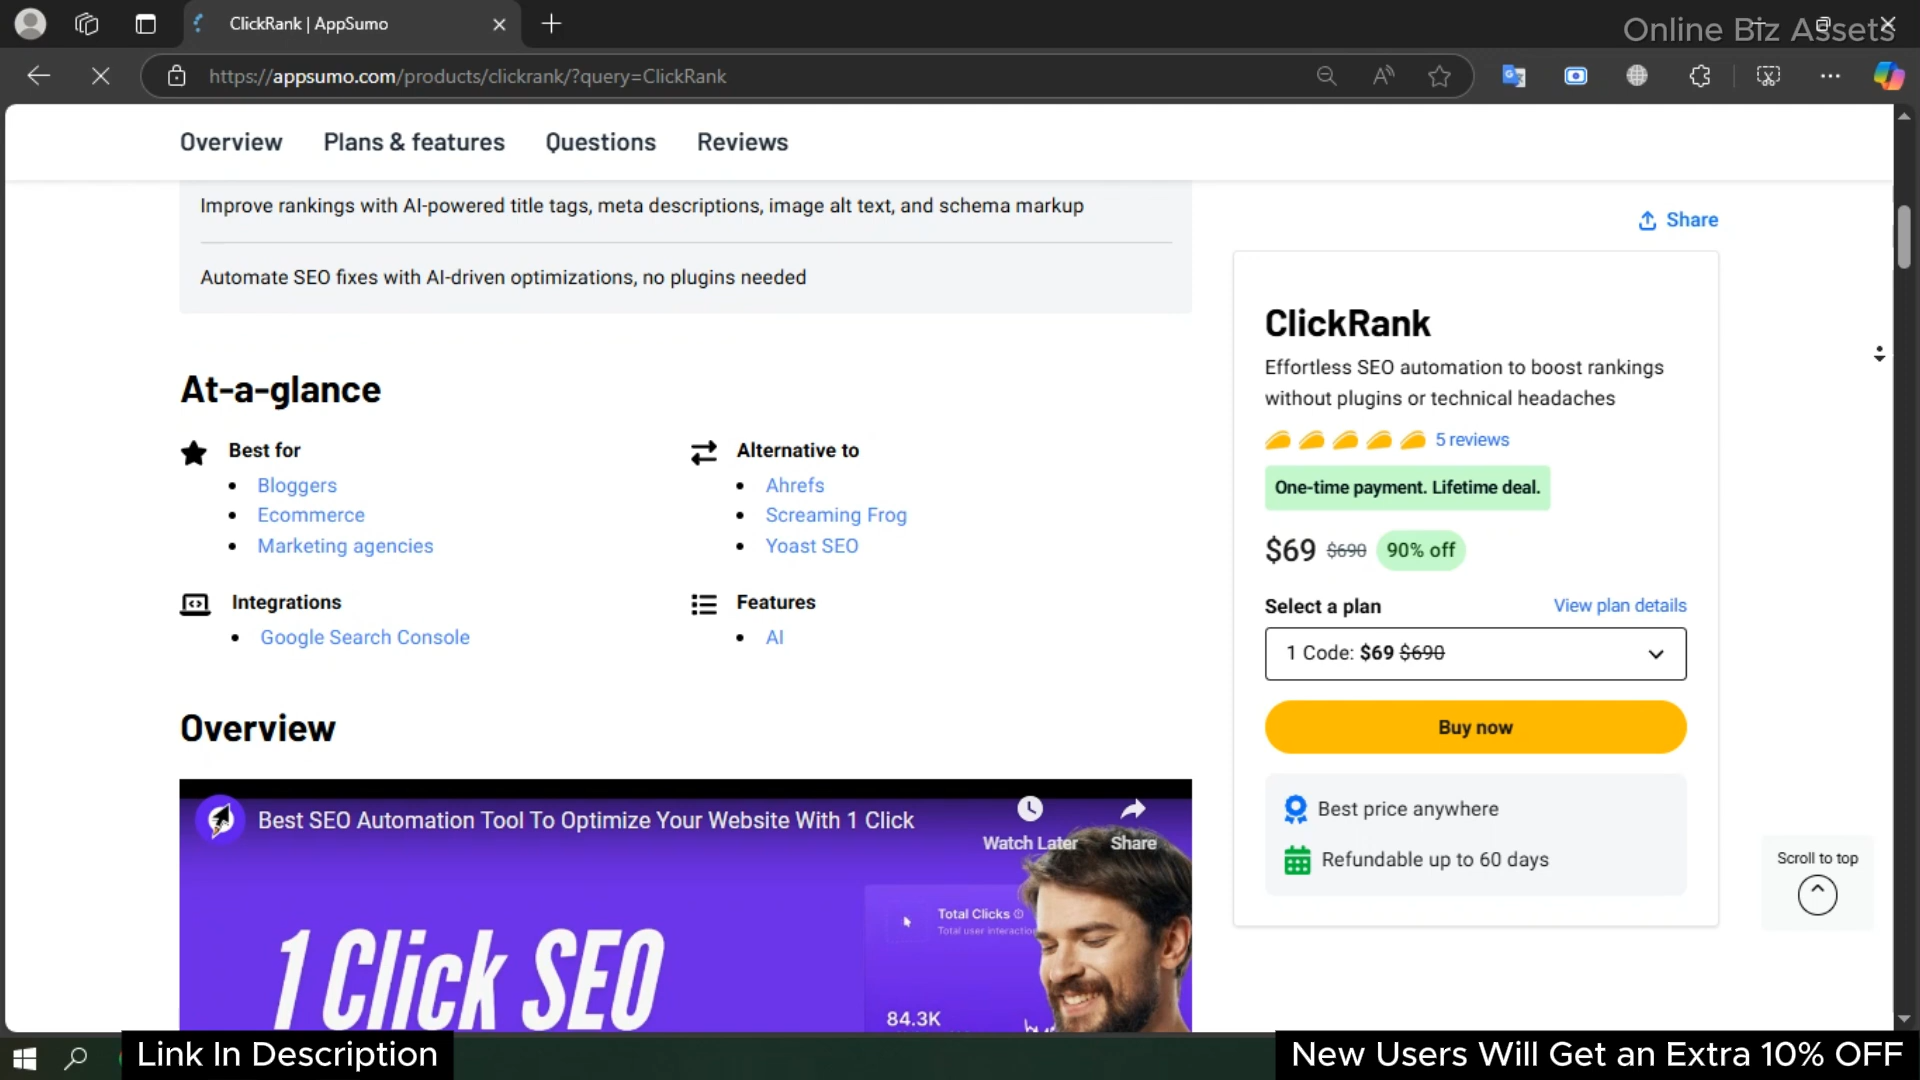 ClickRank | AppSumo
Online Biz Assets
https://appsumo.com/products/clickrank/?query=ClickRank
Overview
Plans & features
Questions
Reviews
Improve rankings with AI-powered title tags, meta descriptions, image alt text, and schema markup
Automate SEO fixes with AI-driven optimizations, no plugins needed
Share
At-a-glance
Best for
Bloggers
Ecommerce
Marketing agencies
Alternative to
Ahrefs
Screaming Frog
Yoast SEO
Integrations
Google Search Console
Features
AI
Overview
Best SEO Automation Tool To Optimize Your Website With 1 Click
Watch Later
Share
1 Click SEO
Total Clicks
Total user interaction
84.3K
ClickRank
Effortless SEO automation to boost rankings
without plugins or technical headaches
5 reviews
One-time payment. Lifetime deal.
$69 $690 90% off
Select a plan
View plan details
1 Code: $69 $690
Buy now
Best price anywhere
Refundable up to 60 days
Scroll to top
Link In Description
New Users Will Get an Extra 10% OFF